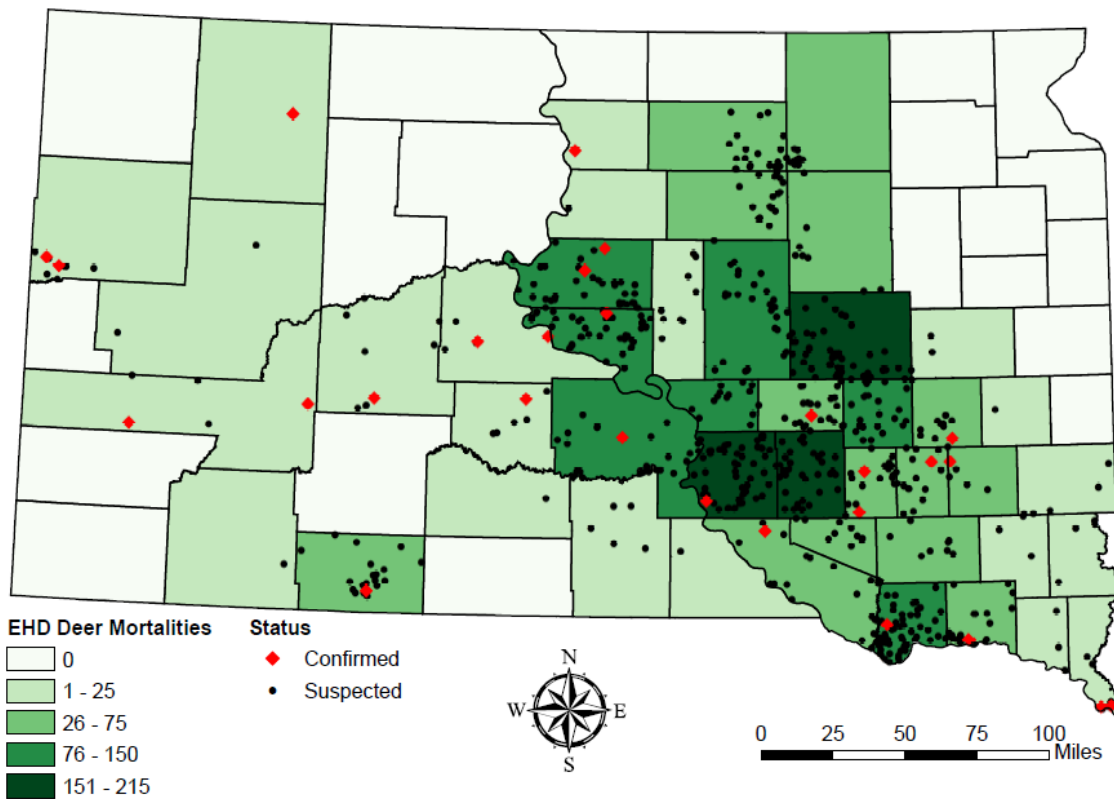 EHD Deer Mortalities
0
1 - 25
26 - 75
76 - 150
151 - 215
Status
Confirmed
Suspected
N
W E
S
0 25 50 75 100
Miles